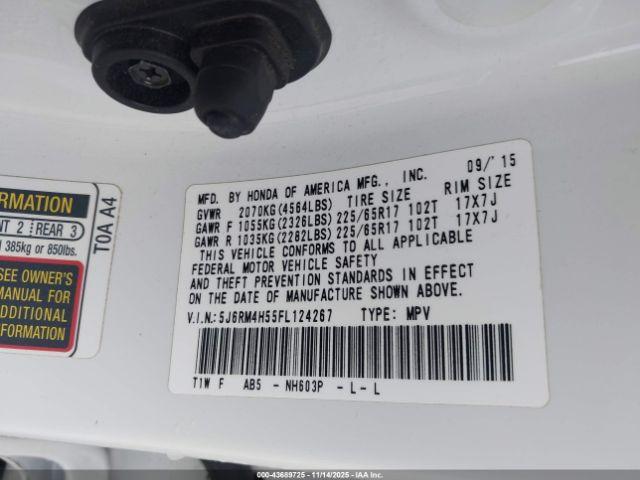 RMATION
NT 2 REAR 3
385kg or 850lbs.
SEE OWNER'S
MANUAL FOR
ADDITIONAL
INFORMATION
T0A A4
MFD. BY HONDA OF AMERICA MFG., INC. 09/'15
GVWR 2070KG(4564LBS) TIRE SIZE RIM SIZE
GAWR F 1055KG(2326LBS) 225/65R17 102T 17X7J
GAWR R 1035KG(2282LBS) 225/65R17 102T 17X7J
THIS VEHICLE CONFORMS TO ALL APPLICABLE
FEDERAL MOTOR VEHICLE SAFETY
AND THEFT PREVENTION STANDARDS IN EFFECT
ON THE DATE OF MANUFACTURE SHOWN ABOVE.
V.I.N.:5J6RM4H55FL124267 TYPE: MPV
T1W F AB5 -NH603P -L-L
000-43689725 11/14/2025 IAA Inc.